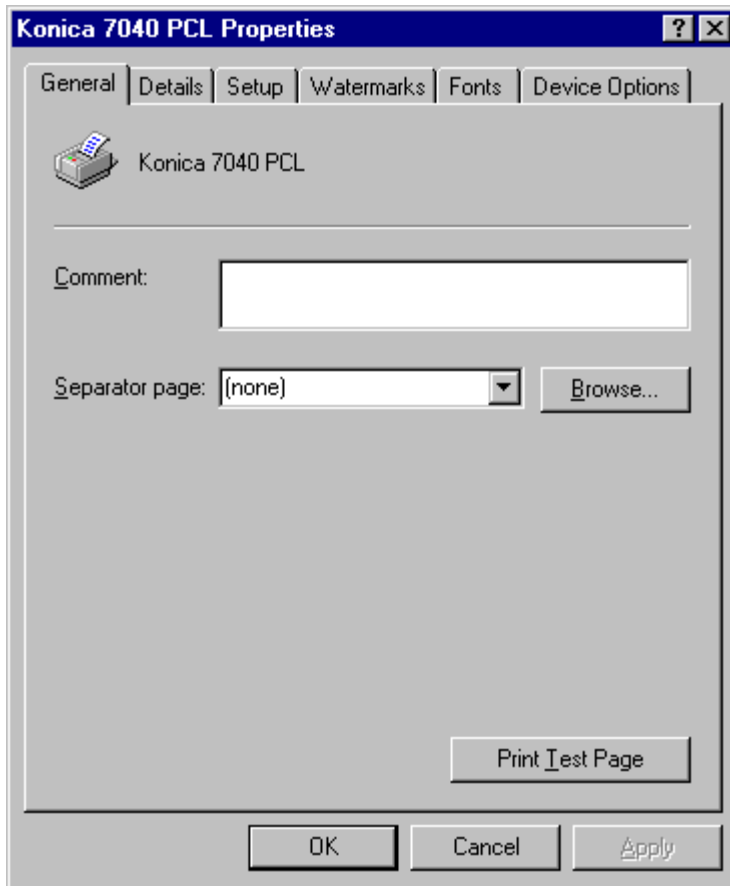 Konica 7040 PCL Properties
General Details Setup Watermarks Fonts Device Options
Konica 7040 PCL
Comment:
Separator page: (none) Browse...
Print Test Page
OK Cancel Apply